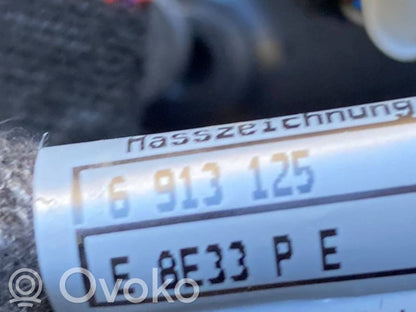 Masszeichnung
6 913 125
E 8E33 P E
© Ovoko